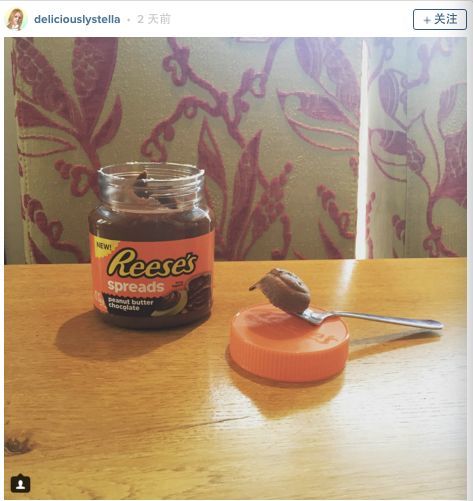 deliciouslystella • 2 天前
+ 关注
NEW!
Reese's
spreads
peanut butter
chocolate